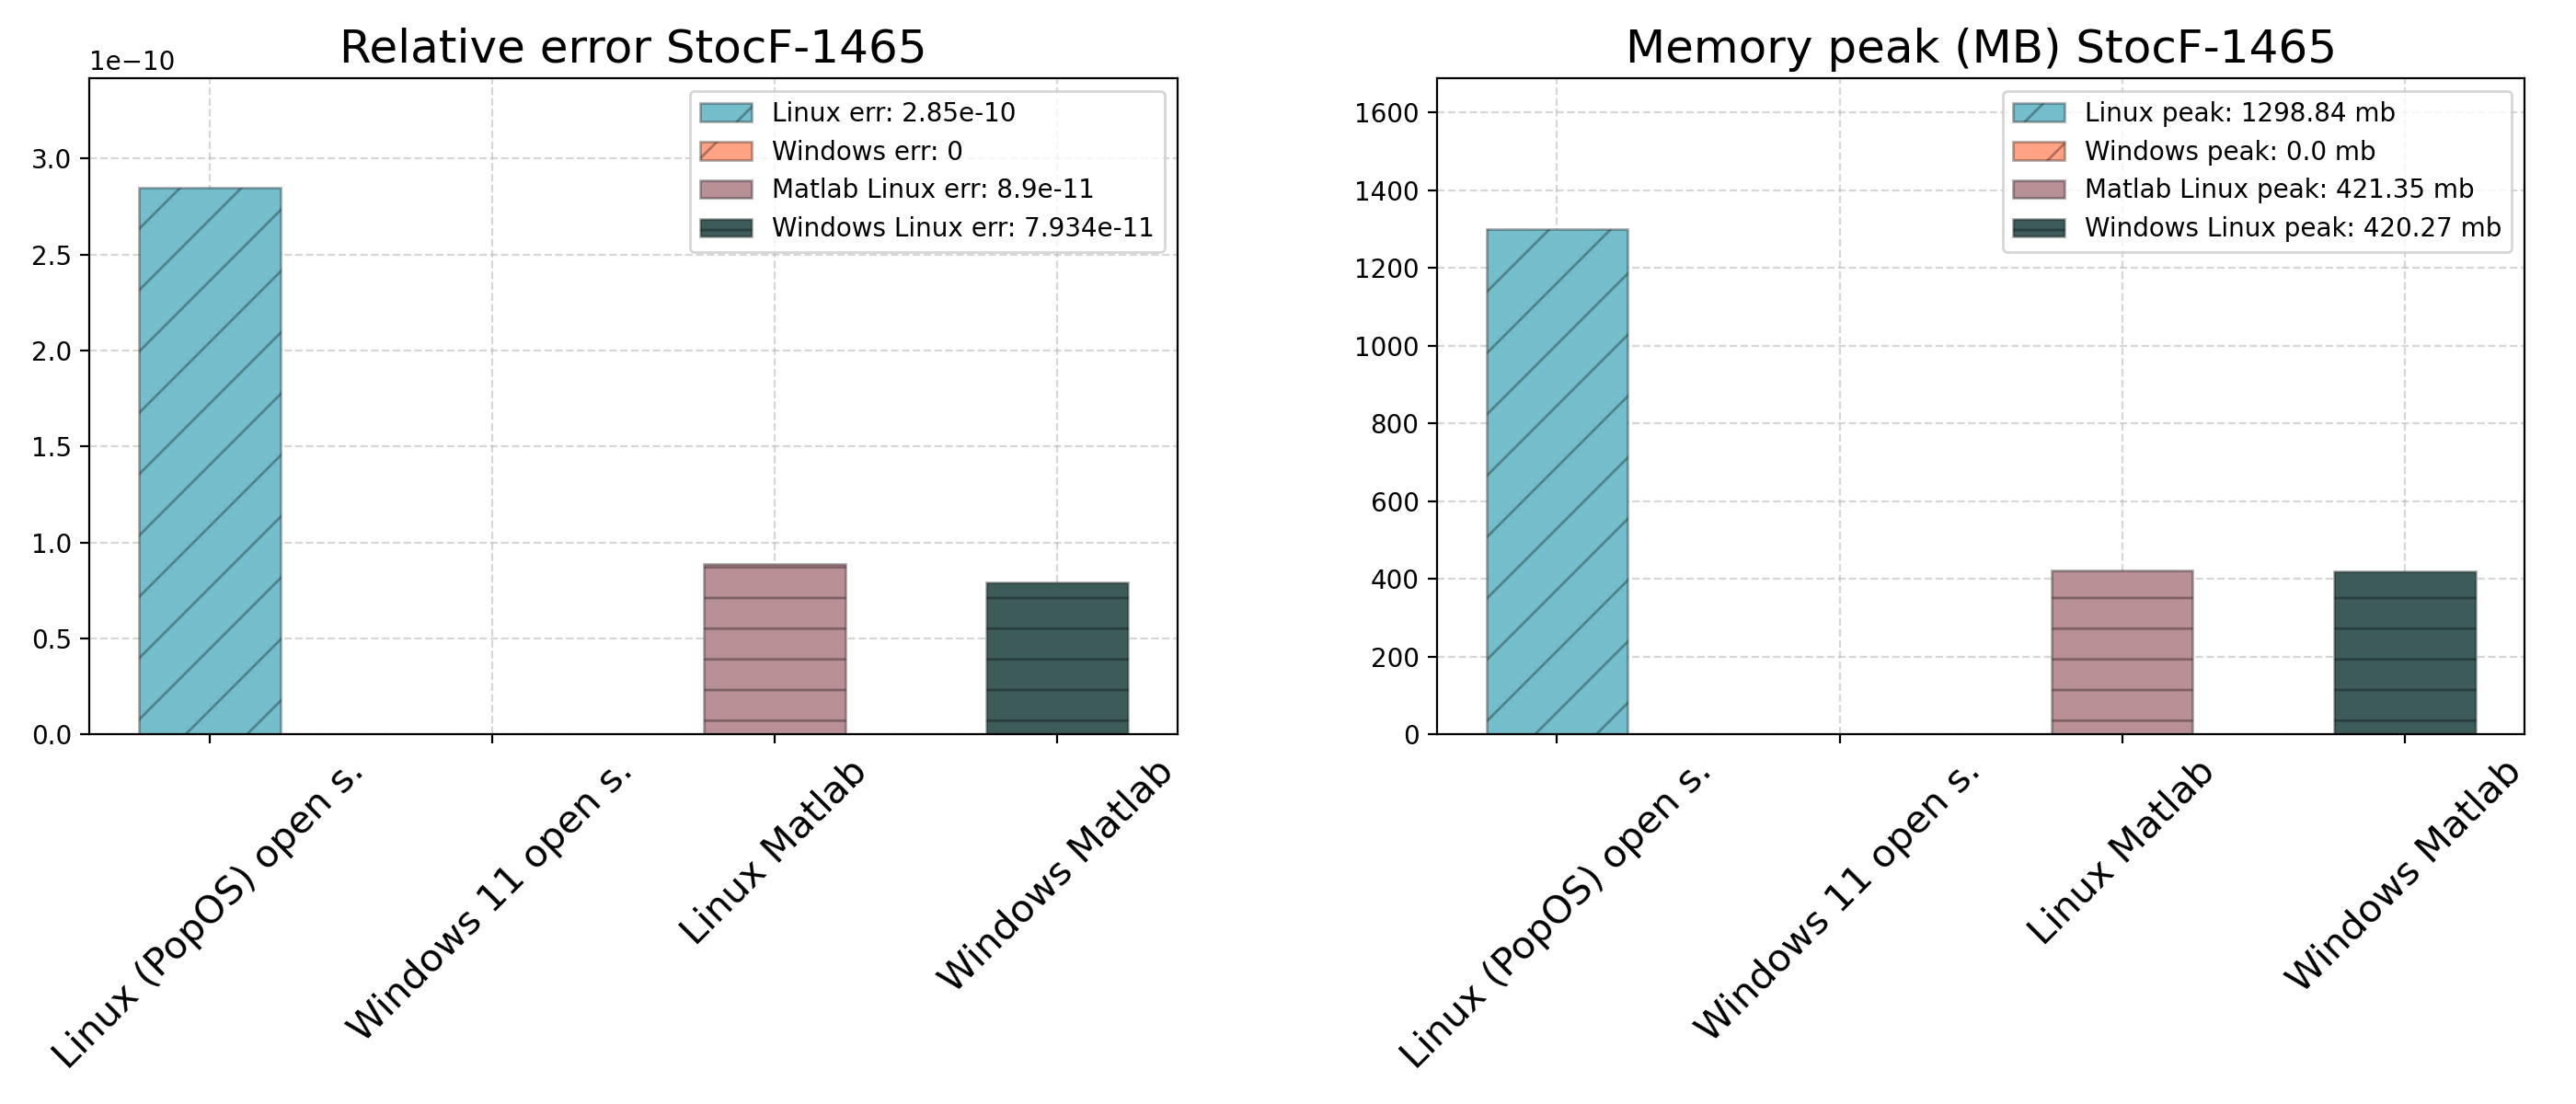 Relative error StocF-1465
1e−10
3.0
2.5
2.0
1.5
1.0
0.5
0.0
Linux err: 2.85e-10
Windows err: 0
Matlab Linux err: 8.9e-11
Windows Linux err: 7.934e-11
Linux (PopOS) open s.
Windows 11 open s.
Linux Matlab
Windows Matlab
Memory peak (MB) StocF-1465
1600
1400
1200
1000
800
600
400
200
0
Linux peak: 1298.84 mb
Windows peak: 0.0 mb
Matlab Linux peak: 421.35 mb
Windows Linux peak: 420.27 mb
Linux (PopOS) open s.
Windows 11 open s.
Linux Matlab
Windows Matlab